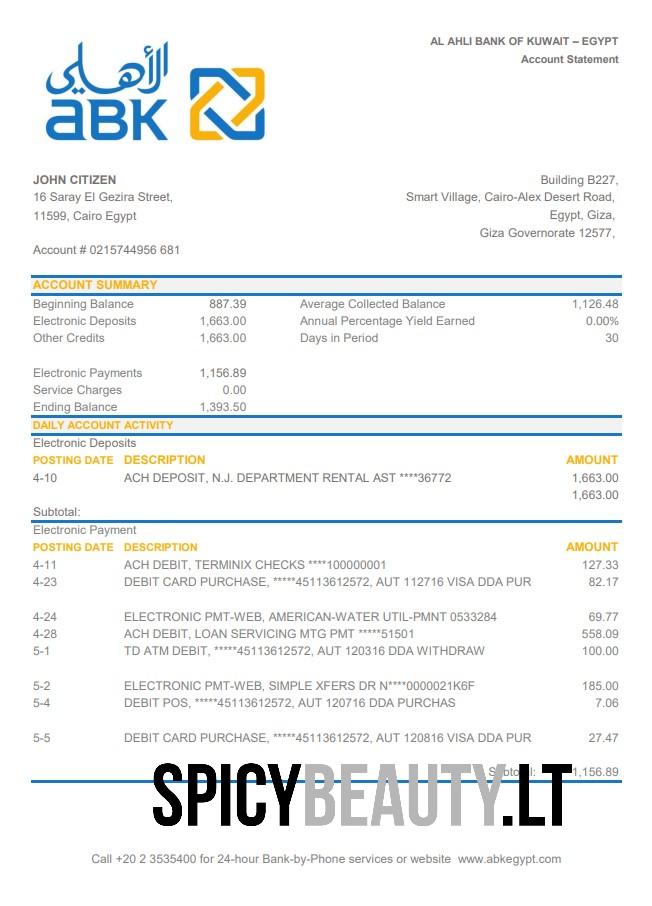 الأهلي
aBK
AL AHLI BANK OF KUWAIT – EGYPT
Account Statement
JOHN CITIZEN
16 Saray El Gezira Street,
11599, Cairo Egypt
Account # 0215744956 681
Building B227,
Smart Village, Cairo-Alex Desert Road,
Egypt, Giza,
Giza Governorate 12577,
ACCOUNT SUMMARY
Beginning Balance 887.39 Average Collected Balance 1,126.48
Electronic Deposits 1,663.00 Annual Percentage Yield Earned 0.00%
Other Credits 1,663.00 Days in Period 30
Electronic Payments 1,156.89
Service Charges 0.00
Ending Balance 1,393.50
DAILY ACCOUNT ACTIVITY
Electronic Deposits
POSTING DATE DESCRIPTION AMOUNT
4-10 ACH DEPOSIT, N.J. DEPARTMENT RENTAL AST ****36772 1,663.00
1,663.00
Subtotal:
Electronic Payment
POSTING DATE DESCRIPTION AMOUNT
4-11 ACH DEBIT, TERMINIX CHECKS ****100000001 127.33
4-23 DEBIT CARD PURCHASE, *****45113612572, AUT 112716 VISA DDA PUR 82.17
4-24 ELECTRONIC PMT-WEB, AMERICAN-WATER UTIL-PMNT 0533284 69.77
4-28 ACH DEBIT, LOAN SERVICING MTG PMT *****51501 558.09
5-1 TD ATM DEBIT, *****45113612572, AUT 120316 DDA WITHDRAW 100.00
5-2 ELECTRONIC PMT-WEB, SIMPLE XFERS DR N****0000021K6F 185.00
5-4 DEBIT POS, *****45113612572, AUT 120716 DDA PURCHAS 7.06
5-5 DEBIT CARD PURCHASE, *****45113612572, AUT 120816 VISA DDA PUR 27.47
Subtotal: 1,156.89
SPICYBEAUTY.LT
Call +20 2 3535400 for 24-hour Bank-by-Phone services or website www.abkegypt.com